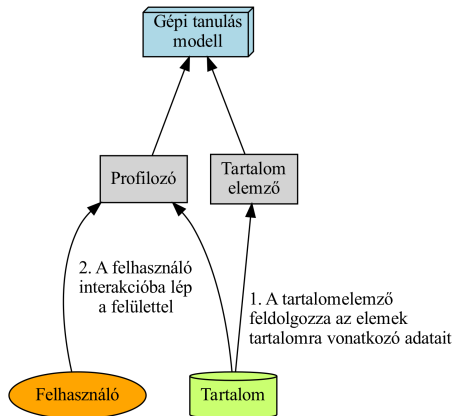 Gépi tanulás
modell
Profilozó
Tartalom
elemző
2. A felhasználó
interakcióba lép
a felülettel
1. A tartalomelemző
feldolgozza az elemek
tartalomra vonatkozó adatait
Felhasználó
Tartalom